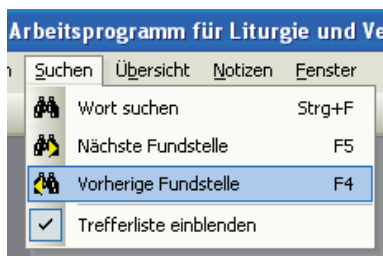 Arbeitsprogramm für Liturgie und Ve
Suchen Übersicht Notizen Fenster
Wort suchen Strg+F
Nächste Fundstelle F5
Vorherige Fundstelle F4
Trefferliste einblenden